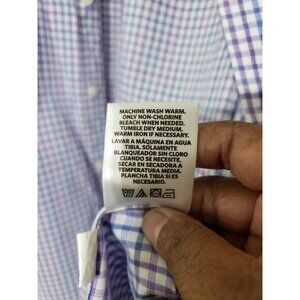 MACHINE WASH WARM.
ONLY NON-CHLORINE
BLEACH WHEN NEEDED.
TUMBLE DRY MEDIUM.
WARM IRON IF NECESSARY.
LAVAR A MÁQUINA EN AGUA
TIBIA. SOLAMENTE
BLANQUEADOR SIN CLORO
CUANDO SE NECESITE.
SECAR EN SECADORA A
TEMPERATURA MEDIA.
PLANCHA TIBIA SI ES
NECESARIO.